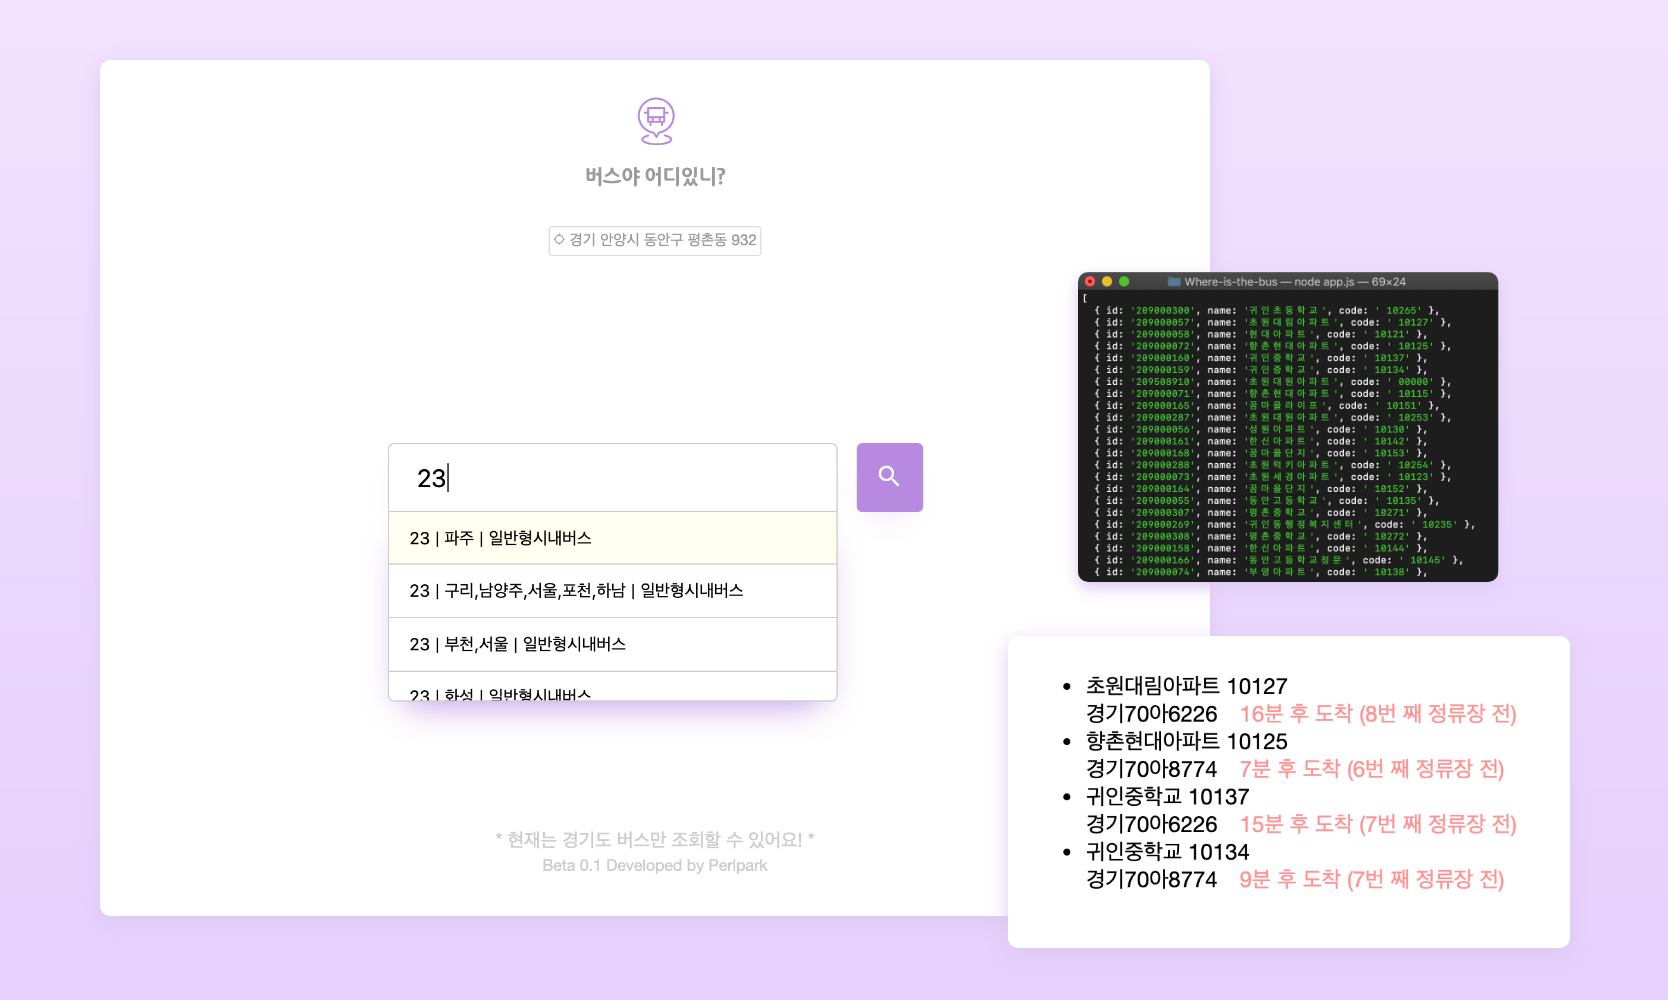 버스야 어디있니?
경기 안양시 동안구 평촌동 932
23
23 | 파주 | 일반형시내버스
23 | 구리,남양주,서울,포천,하남 | 일반형시내버스
23 | 부천,서울 | 일반형시내버스
23 | 화성 | 일반형시내버스
* 현재는 경기도 버스만 조회할 수 있어요! *
Beta 0.1 Developed by Perlpark
Where-is-the-bus — node app.js — 69×24
[
{ id: '209000300', name: '귀인초등학교', code: ' 10265' },
{ id: '209000057', name: '초원대림아파트', code: ' 10127' },
{ id: '209000058', name: '현대아파트', code: ' 10121' },
{ id: '209000072', name: '향촌현대아파트', code: ' 10125' },
{ id: '209000160', name: '귀인중학교', code: ' 10137' },
{ id: '209000159', name: '귀인중학교', code: ' 10134' },
{ id: '209508910', name: '초원대원아파트', code: ' 00000' },
{ id: '209000071', name: '향촌현대아파트', code: ' 10115' },
{ id: '209000165', name: '꿈마을라이프', code: ' 10151' },
{ id: '209000287', name: '초원대원아파트', code: ' 10253' },
{ id: '209000056', name: '성원아파트', code: ' 10130' },
{ id: '209000161', name: '한신아파트', code: ' 10142' },
{ id: '209000168', name: '꿈마을단지', code: ' 10153' },
{ id: '209000288', name: '초원럭키아파트', code: ' 10254' },
{ id: '209000073', name: '초원세경아파트', code: ' 10123' },
{ id: '209000164', name: '꿈마을단지', code: ' 10152' },
{ id: '209000055', name: '동안고등학교', code: ' 10135' },
{ id: '209000307', name: '평촌중학교', code: ' 10271' },
{ id: '209000269', name: '귀인동행정복지센터', code: ' 10235' },
{ id: '209000308', name: '평촌중학교', code: ' 10272' },
{ id: '209000158', name: '한신아파트', code: ' 10144' },
{ id: '209000166', name: '동안고등학교정문', code: ' 10145' },
{ id: '209000074', name: '부영아파트', code: ' 10138' },
• 초원대림아파트 10127
경기70아6226 16분 후 도착 (8번 째 정류장 전)
• 향촌현대아파트 10125
경기70아8774 7분 후 도착 (6번 째 정류장 전)
• 귀인중학교 10137
경기70아6226 15분 후 도착 (7번 째 정류장 전)
• 귀인중학교 10134
경기70아8774 9분 후 도착 (7번 째 정류장 전)